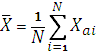 X̅ = 1/N ∑_{i=1}^{N} X_{ai}